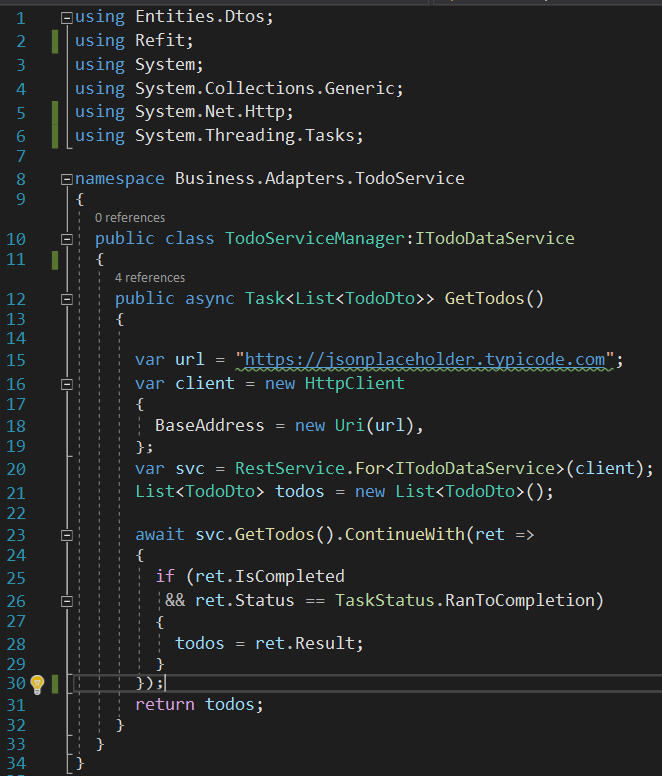 1 using Entities.Dtos;
2 using Refit;
3 using System;
4 using System.Collections.Generic;
5 using System.Net.Http;
6 using System.Threading.Tasks;
7
8 namespace Business.Adapters.TodoService
9 {
0 references
10 public class TodoServiceManager:ITodoDataService
11 {
4 references
12 public async Task<List<TodoDto>> GetTodos()
13 {
14
15 var url = "https://jsonplaceholder.typicode.com";
16 var client = new HttpClient
17 {
18 BaseAddress = new Uri(url),
19 };
20 var svc = RestService.For<ITodoDataService>(client);
21 List<TodoDto> todos = new List<TodoDto>();
22
23 await svc.GetTodos().ContinueWith(ret =>
24 {
25 if (ret.IsCompleted
26 && ret.Status == TaskStatus.RanToCompletion)
27 {
28 todos = ret.Result;
29 }
30 });
31 return todos;
32 }
33 }
34 }